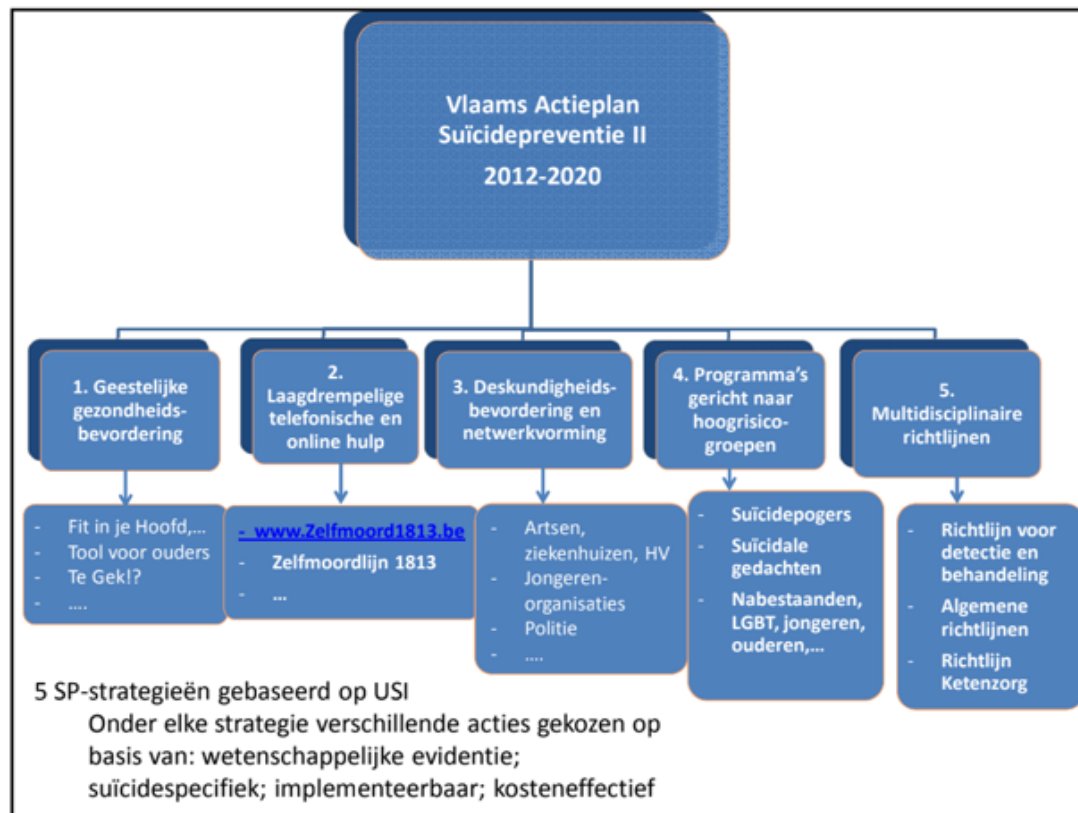 Vlaams Actieplan
Suïcidepreventie II
2012-2020
1. Geestelijke
gezondheids-
bevordering
2.
Laagdrempelige
telefonische en
online hulp
3. Deskundigheids-
bevordering en
netwerkvorming
4. Programma's
gericht naar
hoogrisico-
groepen
5.
Multidisciplinaire
richtlijnen
- Fit in je Hoofd,...
- Tool voor ouders
- Te Gek!?
- ....
- www.Zelfmoord1813.be
- Zelfmoordlijn 1813
- ...
- Artsen,
ziekenhuizen, HV
- Jongeren-
organisaties
- Politie
- ....
- Suïcidepogers
- Suïcidale
gedachten
- Nabestaanden,
LGBT, jongeren,
ouderen,...
- Richtlijn voor
detectie en
behandeling
- Algemene
richtlijnen
- Richtlijn
Ketenzorg
5 SP-strategieën gebaseerd op USI
Onder elke strategie verschillende acties gekozen op
basis van: wetenschappelijke evidentie;
suïcidespecifiek; implementeerbaar; kosteneffectief